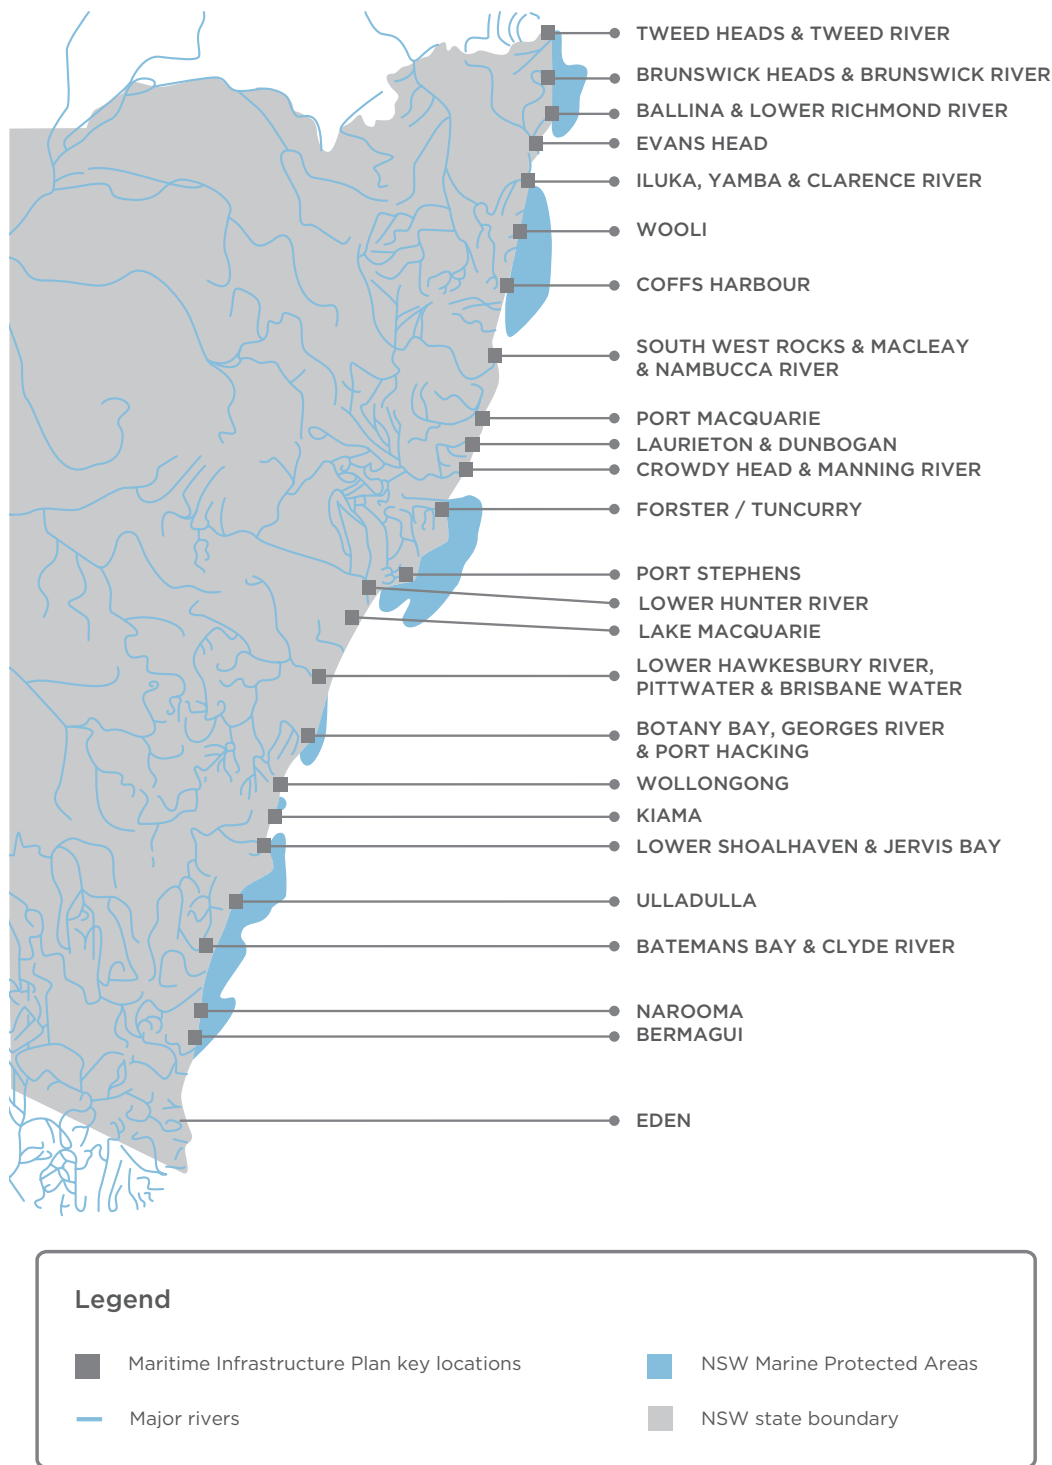 TWEED HEADS & TWEED RIVER
BRUNSWICK HEADS & BRUNSWICK RIVER
BALLINA & LOWER RICHMOND RIVER
EVANS HEAD
ILUKA, YAMBA & CLARENCE RIVER
WOOLI
COFFS HARBOUR
SOUTH WEST ROCKS & MACLEAY
& NAMBUCCA RIVER
PORT MACQUARIE
LAURIETON & DUNBOGAN
CROWDY HEAD & MANNING RIVER
FORSTER / TUNCURRY
PORT STEPHENS
LOWER HUNTER RIVER
LAKE MACQUARIE
LOWER HAWKESBURY RIVER,
PITTWATER & BRISBANE WATER
BOTANY BAY, GEORGES RIVER
& PORT HACKING
WOLLONGONG
KIAMA
LOWER SHOALHAVEN & JERVIS BAY
ULLADULLA
BATEMANS BAY & CLYDE RIVER
NAROOMA
BERMAGUI
EDEN
Legend
Maritime Infrastructure Plan key locations
NSW Marine Protected Areas
Major rivers
NSW state boundary